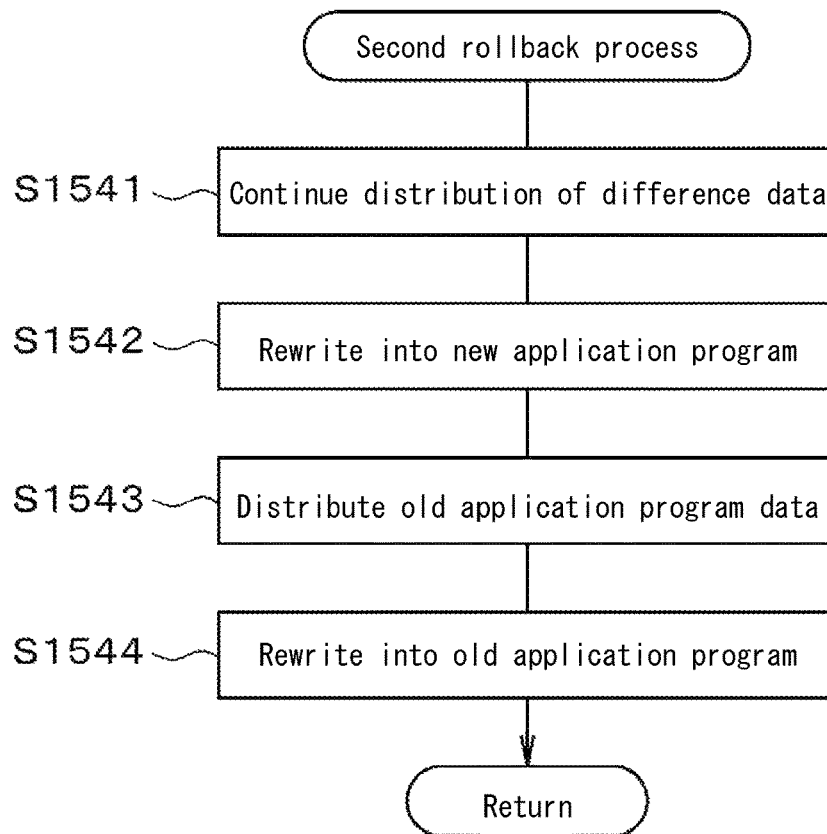 Second rollback process
S1541
Continue distribution of difference data
S1542
Rewrite into new application program
S1543
Distribute old application program data
S1544
Rewrite into old application program
Return